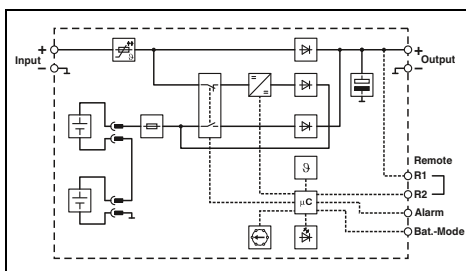 +
Input
−
++
ϑ
=
=
+
Output
−
ϑ
µC
Remote
R1
R2
Alarm
Bat.-Mode